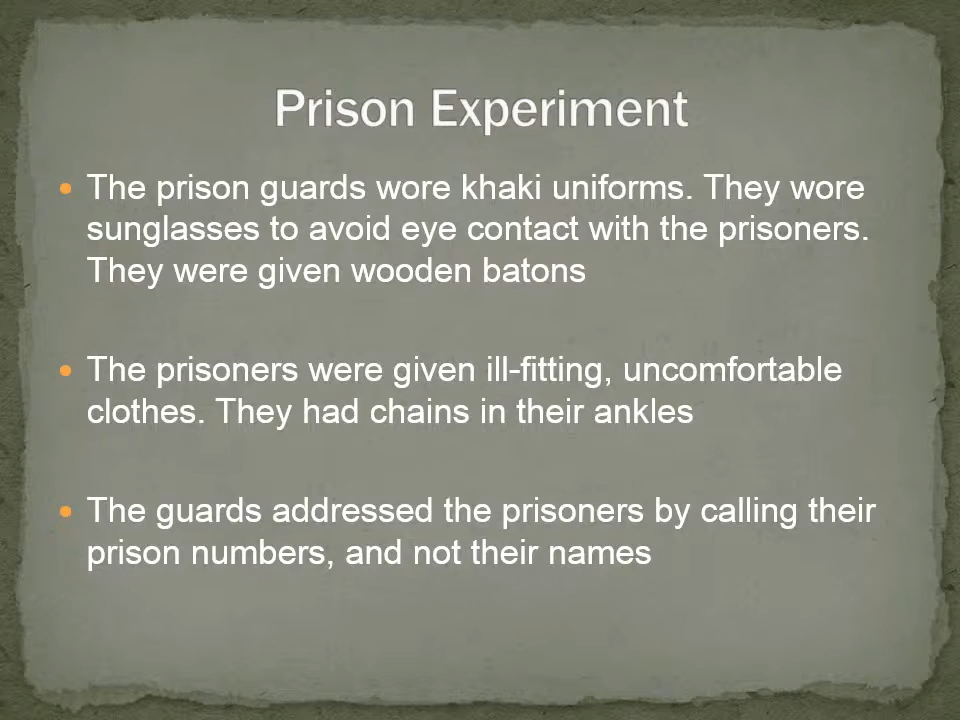 Prison Experiment
• The prison guards wore khaki uniforms. They wore
sunglasses to avoid eye contact with the prisoners.
They were given wooden batons
• The prisoners were given ill-fitting, uncomfortable
clothes. They had chains in their ankles
• The guards addressed the prisoners by calling their
prison numbers, and not their names